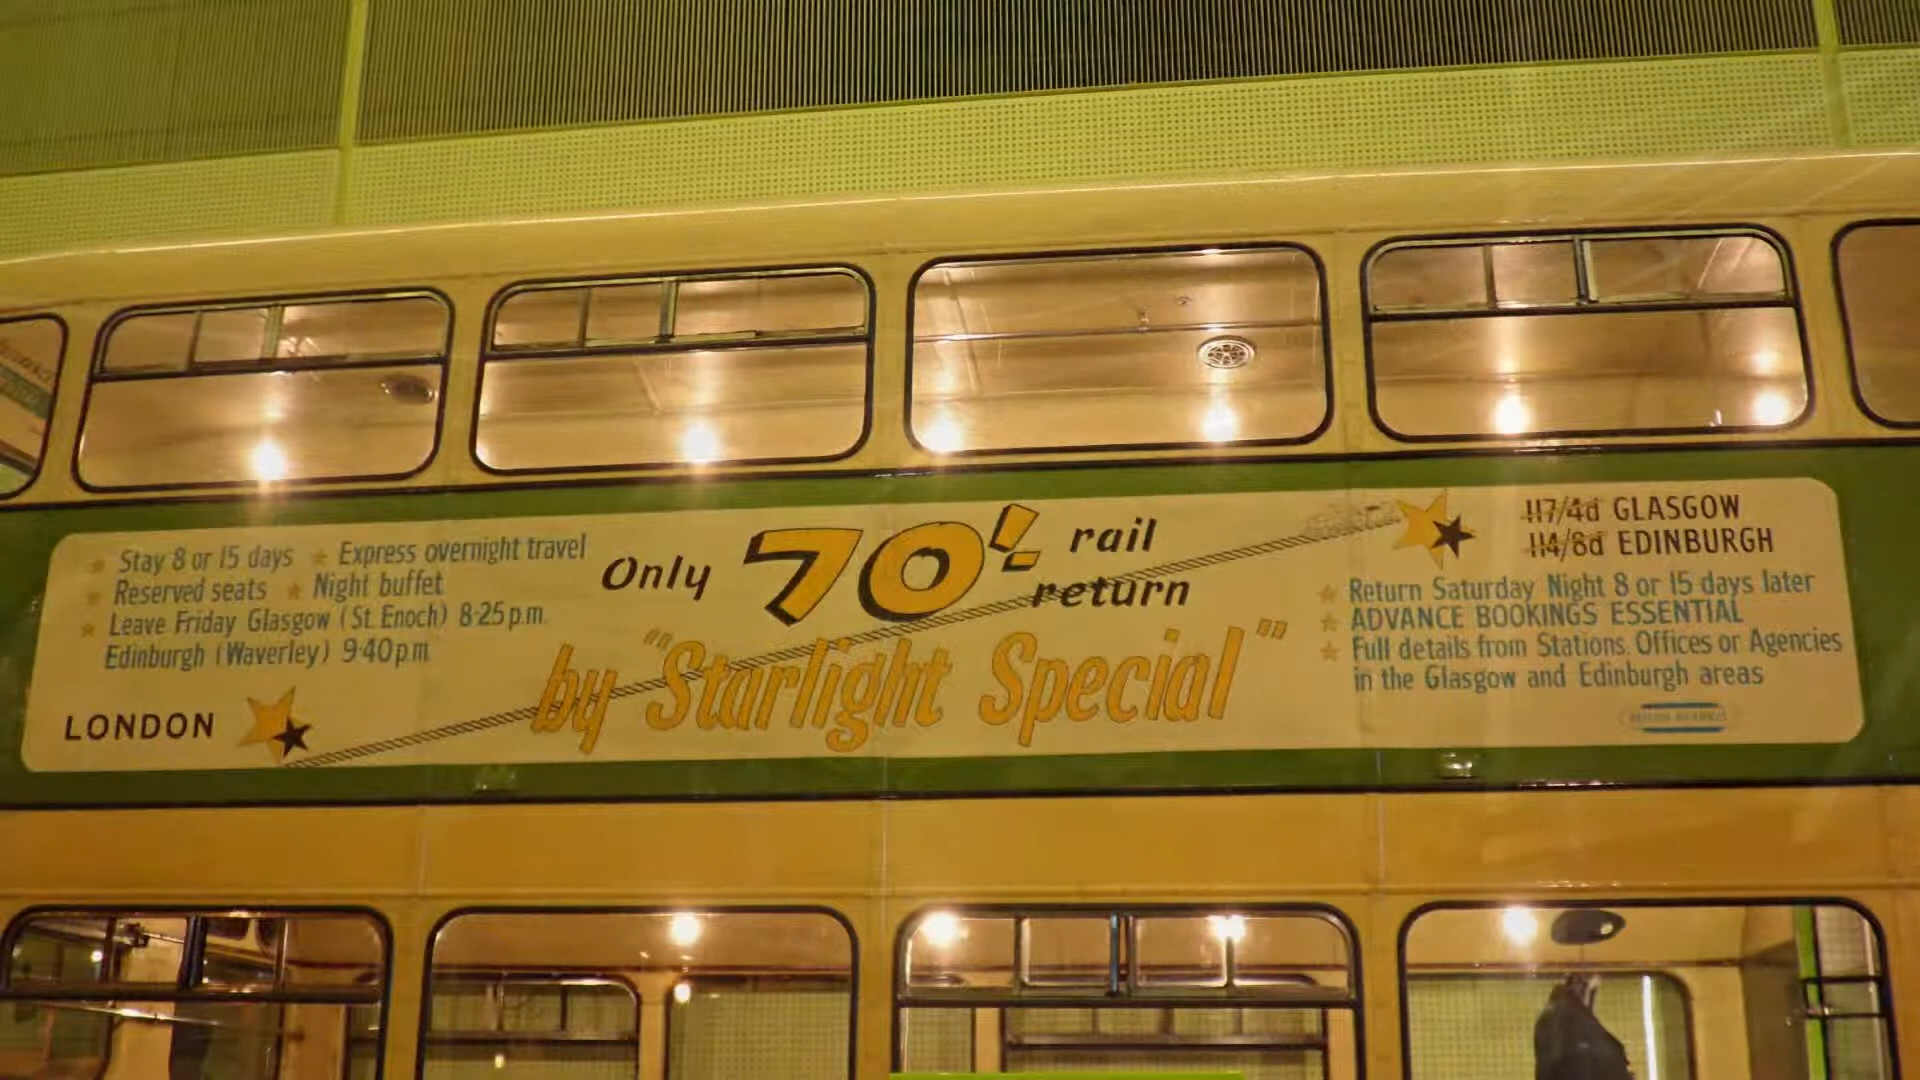 ★ Stay 8 or 15 days ★ Express overnight travel
★ Reserved seats ★ Night buffet
★ Leave Friday Glasgow (St. Enoch) 8·25 p.m.
Edinburgh (Waverley) 9·40 p.m
LONDON
Only 70'- rail
return
by "Starlight Special"
117/4d GLASGOW
114/8d EDINBURGH
★ Return Saturday Night 8 or 15 days later
★ ADVANCE BOOKINGS ESSENTIAL
★ Full details from Stations, Offices or Agencies
in the Glasgow and Edinburgh areas